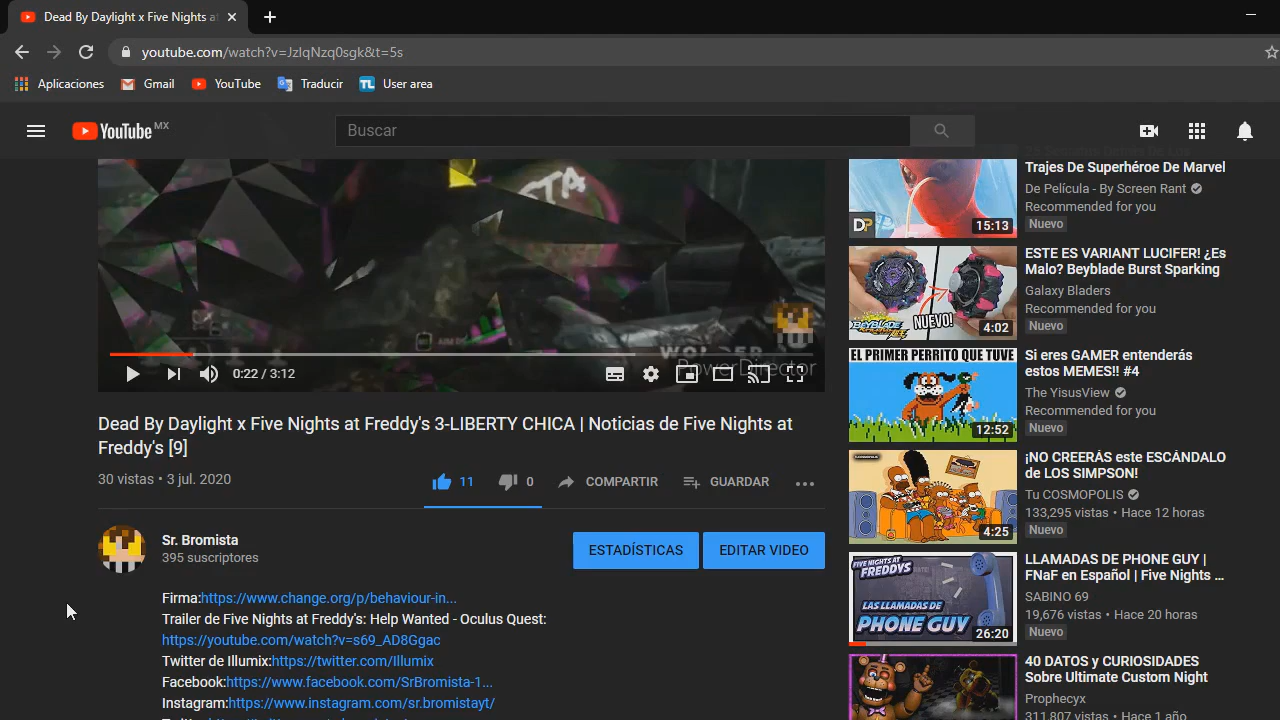 Dead By Daylight x Five Nights at
youtube.com/watch?v=JzIqNzq0sgk&t=5s
Aplicaciones
Gmail
YouTube
Traducir
TL
User area
YouTube MX
Buscar
WONDER
PowerDirector
0:22 / 3:12
Dead By Daylight x Five Nights at Freddy's 3-LIBERTY CHICA | Noticias de Five Nights at
Freddy's [9]
30 vistas • 3 jul. 2020
11
0
COMPARTIR
GUARDAR
Sr. Bromista
395 suscriptores
ESTADÍSTICAS
EDITAR VIDEO
Firma:https://www.change.org/p/behaviour-in...
Trailer de Five Nights at Freddy's: Help Wanted - Oculus Quest:
https://youtube.com/watch?v=s69_AD8Ggac
Twitter de Illumix:https://twitter.com/Illumix
Facebook:https://www.facebook.com/SrBromista-1...
Instagram:https://www.instagram.com/sr.bromistayt/
Trajes De Superhéroe De Marvel
De Película - By Screen Rant
Recommended for you
Nuevo
DP
15:13
ESTE ES VARIANT LUCIFER! ¿Es
Malo? Beyblade Burst Sparking
Galaxy Bladers
Recommended for you
Nuevo
NUEVO!
4:02
Si eres GAMER entenderás
estos MEMES!! #4
The YisusView
Recommended for you
Nuevo
EL PRIMER PERRITO QUE TUVE
12:52
¡NO CREERÁS este ESCÁNDALO
de LOS SIMPSON!
Tu COSMOPOLIS
133,295 vistas • Hace 12 horas
Nuevo
4:25
LLAMADAS DE PHONE GUY |
FNaF en Español | Five Nights ...
SABINO 69
19,676 vistas • Hace 20 horas
Nuevo
FIVE NIGHTS AT
FREDDYS
LAS LLAMADAS DE
PHONE GUY
26:20
40 DATOS y CURIOSIDADES
Sobre Ultimate Custom Night
Prophecyx
311,807 vistas • Hace 1 año